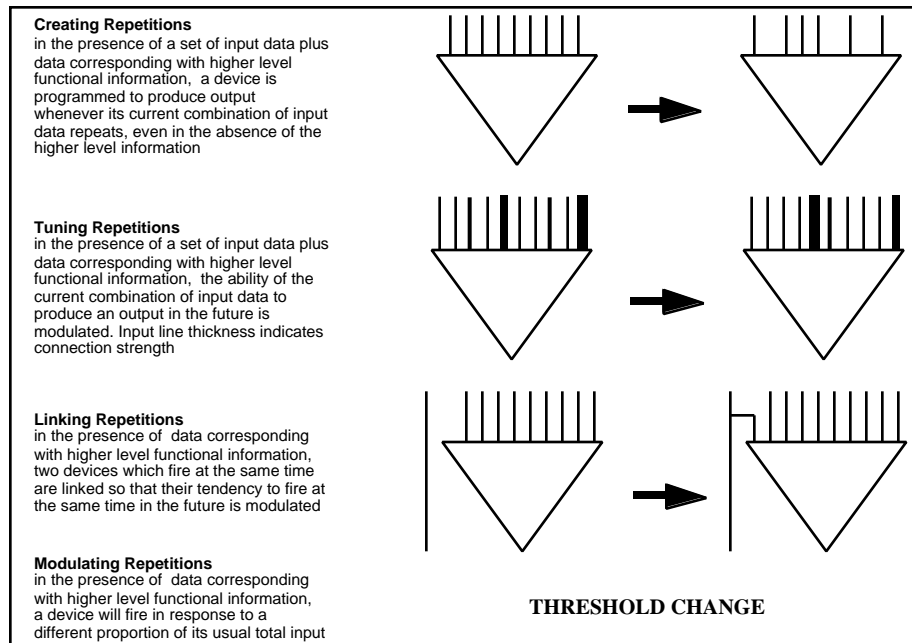 Creating Repetitions
in the presence of a set of input data plus
data corresponding with higher level
functional information,  a device is
programmed to produce output
whenever its current combination of input
data repeats, even in the absence of the
higher level information
Tuning Repetitions
in the presence of a set of input data plus
data corresponding with higher level
functional information,  the ability of the
current combination of input data to
produce an output in the future is
modulated. Input line thickness indicates
connection strength
Linking Repetitions
in the presence of  data corresponding
with higher level functional information,
two devices which fire at the same time
are linked so that their tendency to fire at
the same time in the future is modulated
Modulating Repetitions
in the presence of  data corresponding
with higher level functional information,
a device will fire in response to a
different proportion of its usual total input
THRESHOLD CHANGE